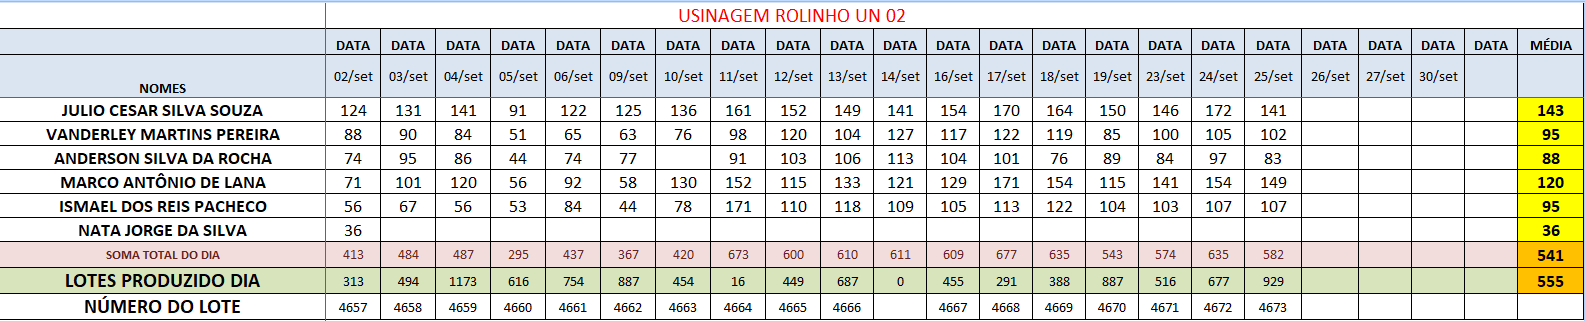 USINAGEM ROLINHO UN 02
DATA DATA DATA DATA DATA DATA DATA DATA DATA DATA DATA DATA DATA DATA DATA DATA DATA DATA DATA DATA DATA DATA MÉDIA
NOMES 02/set 03/set 04/set 05/set 06/set 09/set 10/set 11/set 12/set 13/set 14/set 16/set 17/set 18/set 19/set 23/set 24/set 25/set 26/set 27/set 30/set
JULIO CESAR SILVA SOUZA 124 131 141 91 122 125 136 161 152 149 141 154 170 164 150 146 172 141 143
VANDERLEY MARTINS PEREIRA 88 90 84 51 65 63 76 98 120 104 127 117 122 119 85 100 105 102 95
ANDERSON SILVA DA ROCHA 74 95 86 44 74 77 91 103 106 113 104 101 76 89 84 97 83 88
MARCO ANTÔNIO DE LANA 71 101 120 56 92 58 130 152 115 133 121 129 171 154 115 141 154 149 120
ISMAEL DOS REIS PACHECO 56 67 56 53 84 44 78 171 110 118 109 105 113 122 104 103 107 107 95
NATA JORGE DA SILVA 36 36
SOMA TOTAL DO DIA 413 484 487 295 437 367 420 673 600 610 611 609 677 635 543 574 635 582 541
LOTES PRODUZIDO DIA 313 494 1173 616 754 887 454 16 449 687 0 455 291 388 887 516 677 929 555
NÚMERO DO LOTE 4657 4658 4659 4660 4661 4662 4663 4664 4665 4666 4667 4668 4669 4670 4671 4672 4673